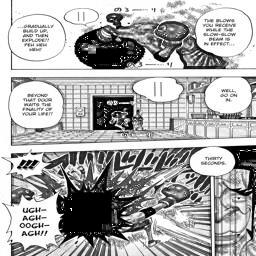 THE BLOWS
YOU RECEIVE
WHILE THE
SLOW-SLOW
BEAM IS
IN EFFECT...
...GRADUALLY
BUILD UP,
AND THEN
EXPLODE!!
FEH HEH
HEH!
WELL,
GO ON
IN.
BEYOND
THAT DOOR
WAITS THE
FINALITY OF
YOUR LIFE!!
THIRTY
SECONDS.
UGH-
AGH-
OOGH-
AGH!!